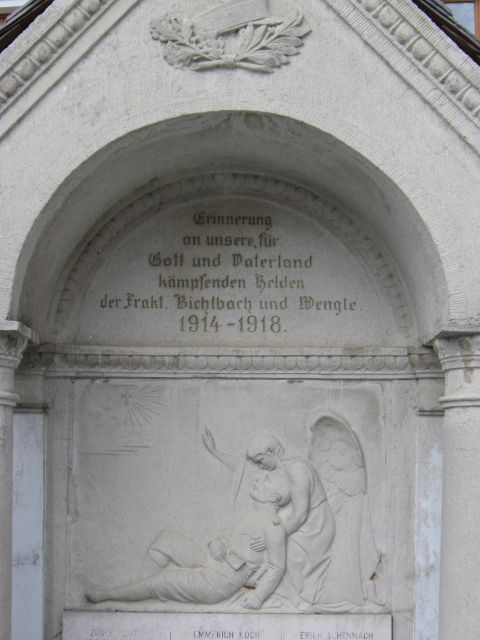 Erinnerung
an unsere, für
Gott und Vaterland
kämpfenden Helden
der Frakt. Bichlbach und Wengle.
1914-1918.
JOSEF
EMMERICH KOCH
ERICH SCHENNACH